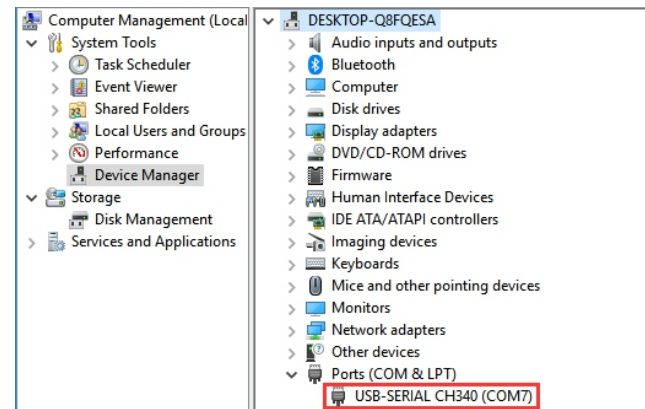 Computer Management (Local
System Tools
Task Scheduler
Event Viewer
Shared Folders
Local Users and Groups
Performance
Device Manager
Storage
Disk Management
Services and Applications
DESKTOP-Q8FQESA
Audio inputs and outputs
Bluetooth
Computer
Disk drives
Display adapters
DVD/CD-ROM drives
Firmware
Human Interface Devices
IDE ATA/ATAPI controllers
Imaging devices
Keyboards
Mice and other pointing devices
Monitors
Network adapters
Other devices
Ports (COM & LPT)
USB-SERIAL CH340 (COM7)